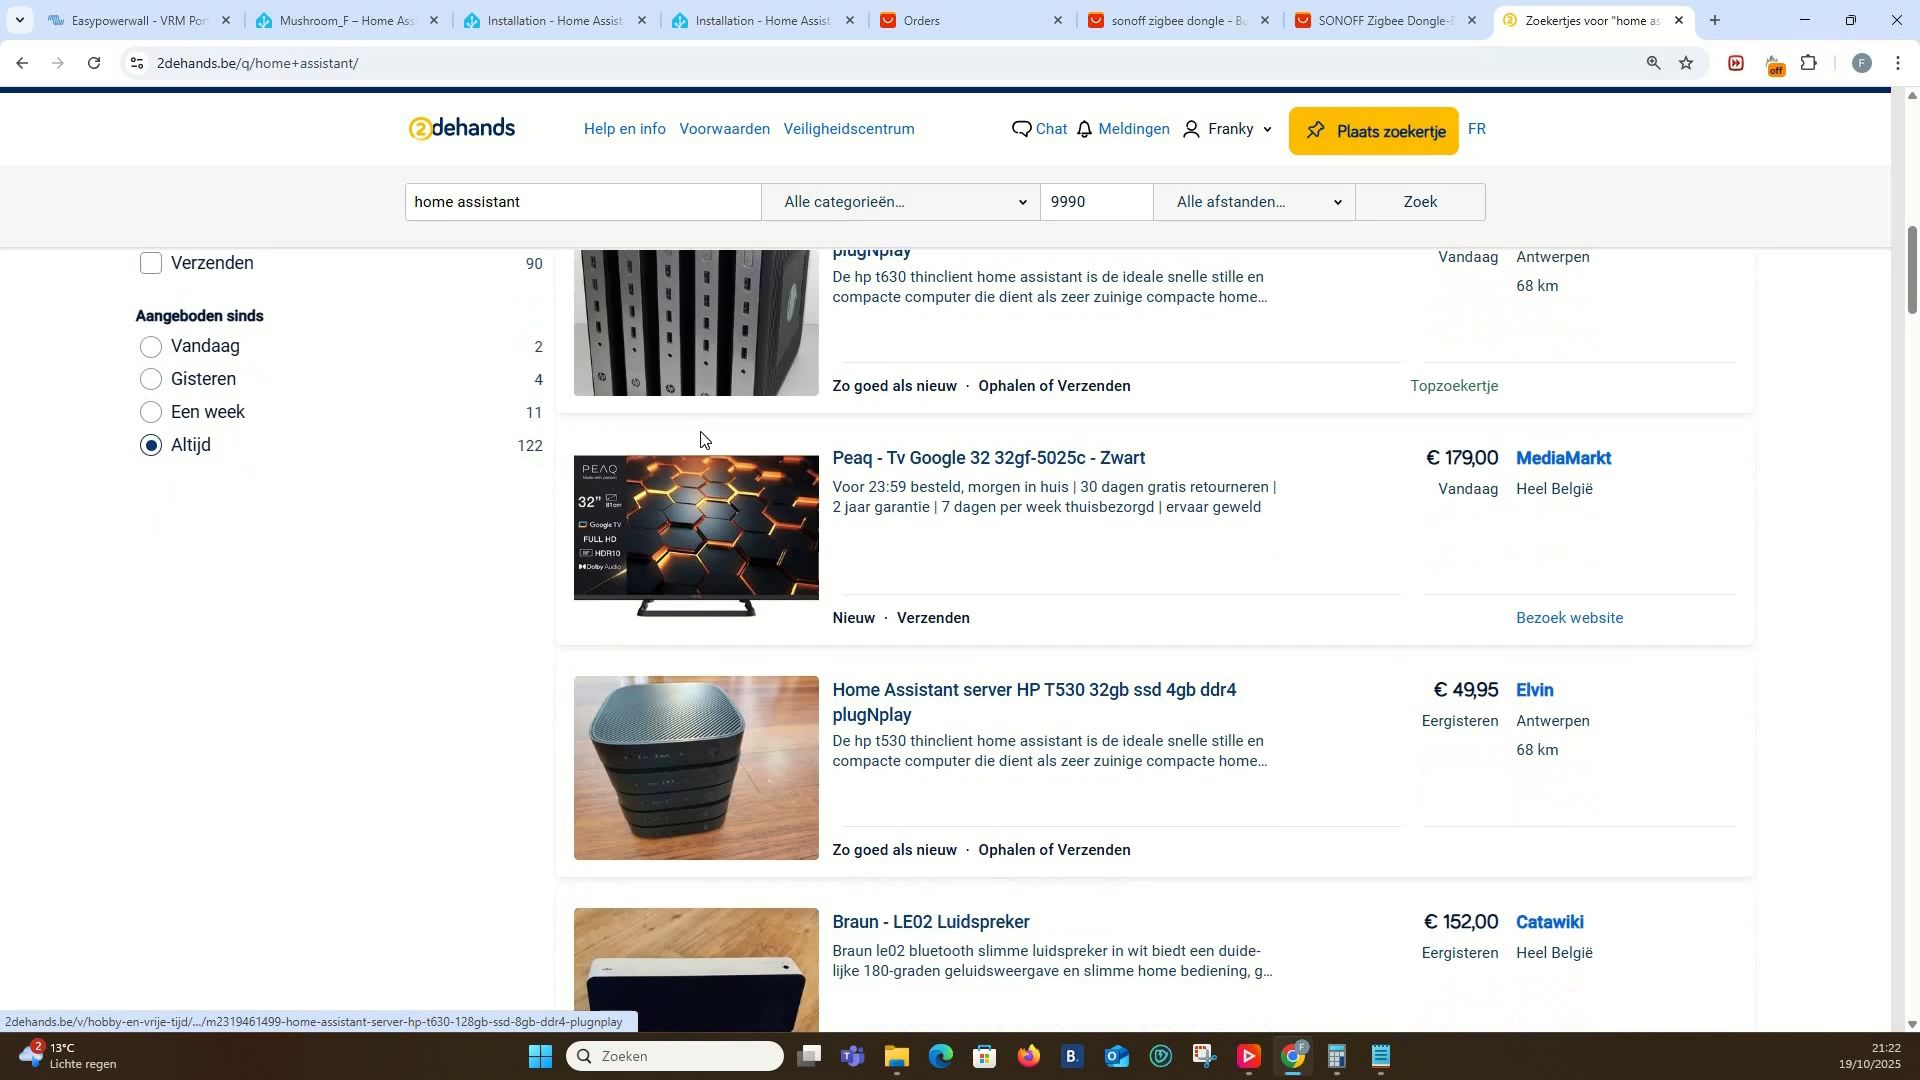 Easypowerwall - VRM Por
Mushroom_F – Home Ass
Installation - Home Assist
Installation - Home Assist
Orders
sonoff zigbee dongle - Bu
SONOFF Zigbee Dongle-E
Zoekertjes voor "home as
2dehands.be/q/home+assistant/
off
F
2dehands
Help en info
Voorwaarden
Veiligheidscentrum
Chat
Meldingen
Franky
Plaats zoekertje
FR
home assistant
Alle categorieën...
9990
Alle afstanden...
Zoek
Verzenden 90
Aangeboden sinds
Vandaag 2
Gisteren 4
Een week 11
Altijd 122
plugNplay
De hp t630 thinclient home assistant is de ideale snelle stille en
compacte computer die dient als zeer zuinige compacte home...
Vandaag Antwerpen
68 km
Zo goed als nieuw · Ophalen of Verzenden
Topzoekertje
PEAQ
32"
81cm
Google TV
FULL HD
HDR10
Dolby Audio
Peaq - Tv Google 32 32gf-5025c - Zwart
Voor 23:59 besteld, morgen in huis | 30 dagen gratis retourneren |
2 jaar garantie | 7 dagen per week thuisbezorgd | ervaar geweld
€ 179,00 MediaMarkt
Vandaag Heel België
Nieuw · Verzenden
Bezoek website
Home Assistant server HP T530 32gb ssd 4gb ddr4
plugNplay
De hp t530 thinclient home assistant is de ideale snelle stille en
compacte computer die dient als zeer zuinige compacte home...
€ 49,95 Elvin
Eergisteren Antwerpen
68 km
Zo goed als nieuw · Ophalen of Verzenden
Braun - LE02 Luidspreker
Braun le02 bluetooth slimme luidspreker in wit biedt een duide-
lijke 180-graden geluidsweergave en slimme home bediening, g...
€ 152,00 Catawiki
Eergisteren Heel België
2dehands.be/v/hobby-en-vrije-tijd/.../m2319461499-home-assistant-server-hp-t630-128gb-ssd-8gb-ddr4-plugnplay
2
13°C
Lichte regen
Zoeken
21:22
19/10/2025